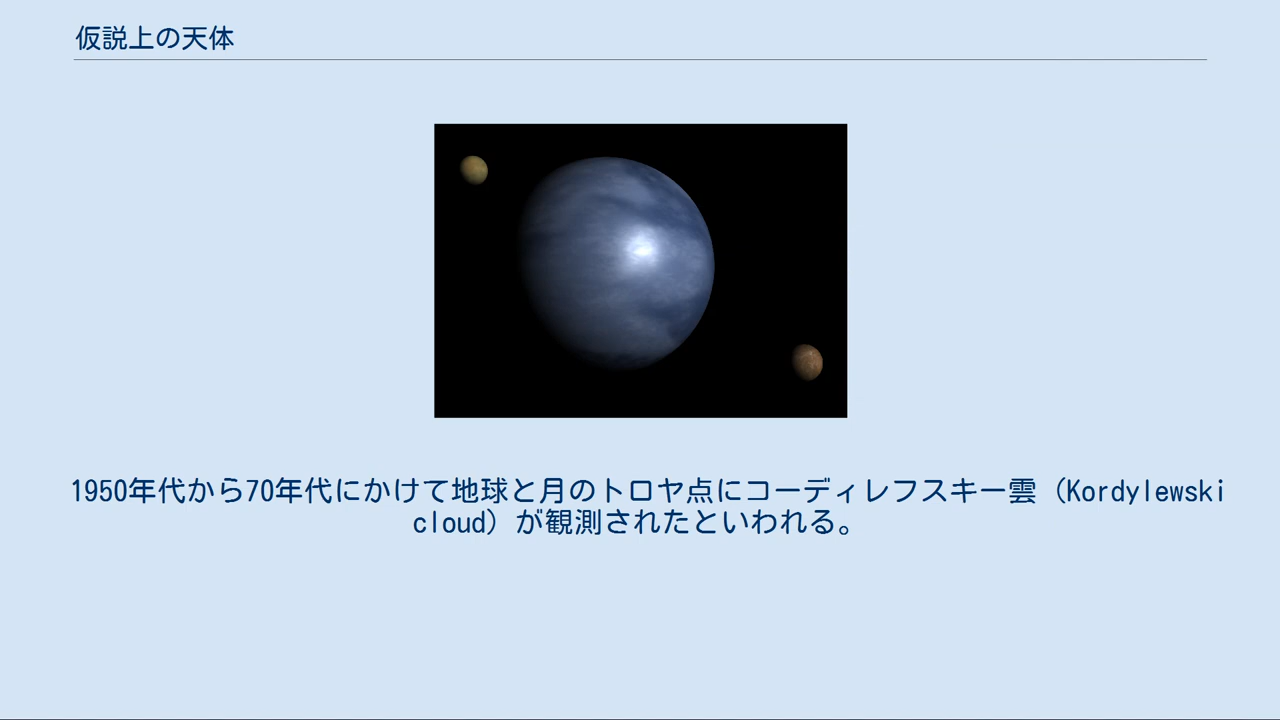 仮説上の天体
1950年代から70年代にかけて地球と月のトロヤ点にコーディレフスキー雲（Kordylewski
cloud）が観測されたといわれる。